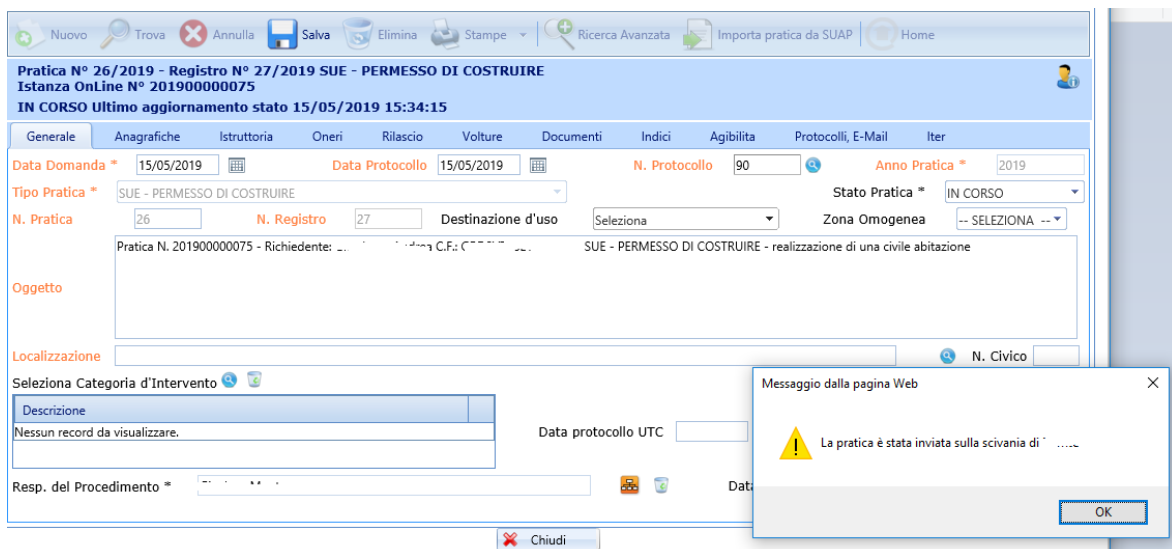 Nuovo Trova Annulla Salva Elimina Stampe Ricerca Avanzata Importa pratica da SUAP Home
Pratica N° 26/2019 - Registro N° 27/2019 SUE - PERMESSO DI COSTRUIRE
Istanza OnLine N° 201900000075
IN CORSO Ultimo aggiornamento stato 15/05/2019 15:34:15
Generale Anagrafiche Istruttoria Oneri Rilascio Volture Documenti Indici Agibilita Protocolli, E-Mail Iter
Data Domanda * 15/05/2019 Data Protocollo 15/05/2019 N. Protocollo 90 Anno Pratica * 2019
Tipo Pratica * SUE - PERMESSO DI COSTRUIRE Stato Pratica * IN CORSO
N. Pratica 26 N. Registro 27 Destinazione d'uso Seleziona Zona Omogenea -- SELEZIONA --
Pratica N. 201900000075 - Richiedente: C.F.: SUE - PERMESSO DI COSTRUIRE - realizzazione di una civile abitazione
Oggetto
Localizzazione N. Civico
Seleziona Categoria d'Intervento
Descrizione
Nessun record da visualizzare.
Data protocollo UTC
Resp. del Procedimento * Data
Messaggio dalla pagina Web
La pratica è stata inviata sulla scivania di
OK
Chiudi